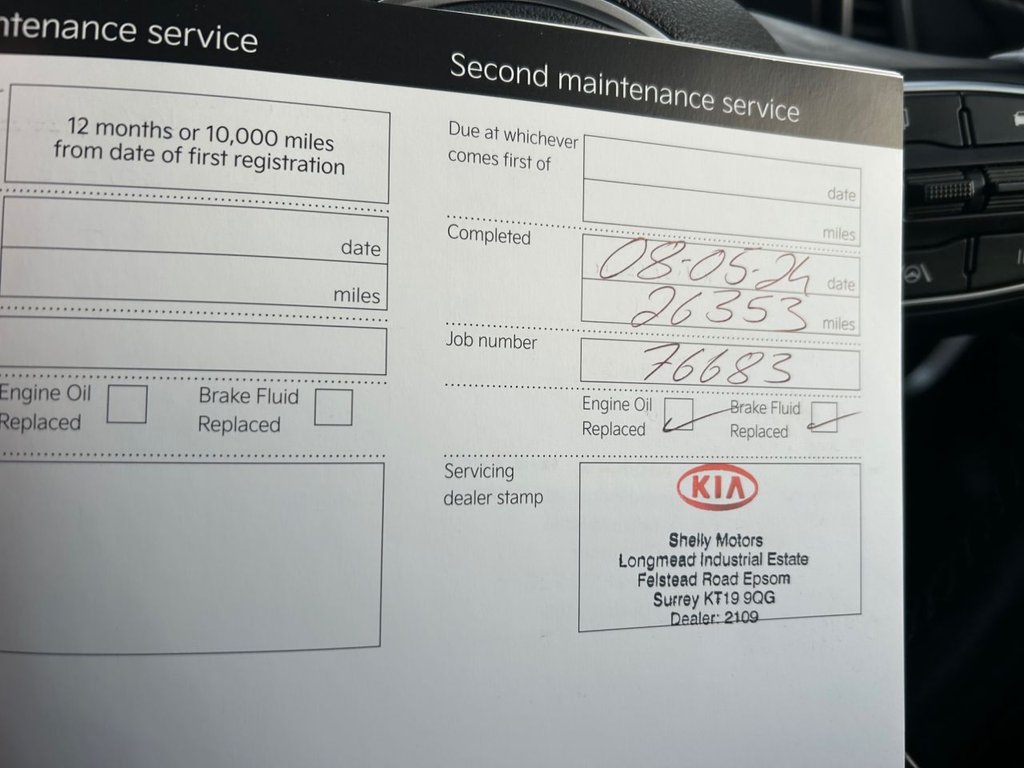 ntenance service
12 months or 10,000 miles
from date of first registration
date
miles
Engine Oil
Replaced
Brake Fluid
Replaced
Second maintenance service
Due at whichever
comes first of
date
miles
Completed
08-05-24 date
26353 miles
Job number
76683
Engine Oil
Replaced
Brake Fluid
Replaced
Servicing
dealer stamp
KIA
Shelly Motors
Longmead Industrial Estate
Felstead Road Epsom
Surrey KT19 9QG
Dealer: 2109